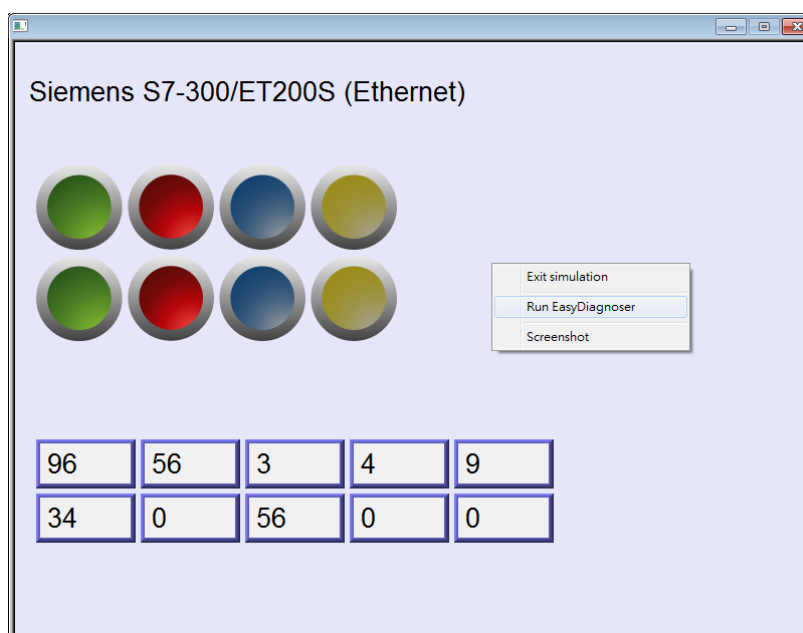 Siemens S7-300/ET200S (Ethernet)
Exit simulation
Run EasyDiagnoser
Screenshot
96 56 3 4 9
34 0 56 0 0